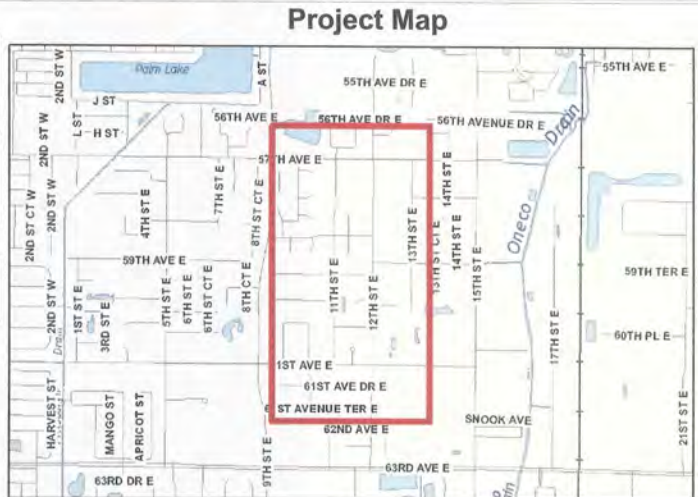 Project Map
Palm Lake
2ND ST W
A ST
J ST
L ST
H ST
55TH AVE DR E
55TH AVE E
56TH AVE E
56TH AVE DR E
56TH AVENUE DR E
Drain
57TH AVE E
2ND ST W
2ND ST CT W
4TH ST E
7TH ST E
8TH ST CT E
13TH ST E
14TH ST E
13TH ST CT E
14TH ST E
Oneco
59TH AVE E
59TH TER E
2ND ST W
1ST ST E
3RD ST E
5TH ST E
6TH ST E
6TH ST CT E
8TH CT E
11TH ST E
12TH ST E
15TH ST E
17TH ST E
60TH PL E
Drain
1ST AVE E
61ST AVE DR E
ST AVENUE TER E
62ND AVE E
SNOOK AVE
HARVEST ST
MANGO ST
APRICOT ST
9TH ST E
21ST ST E
63RD DR E
63RD AVE E